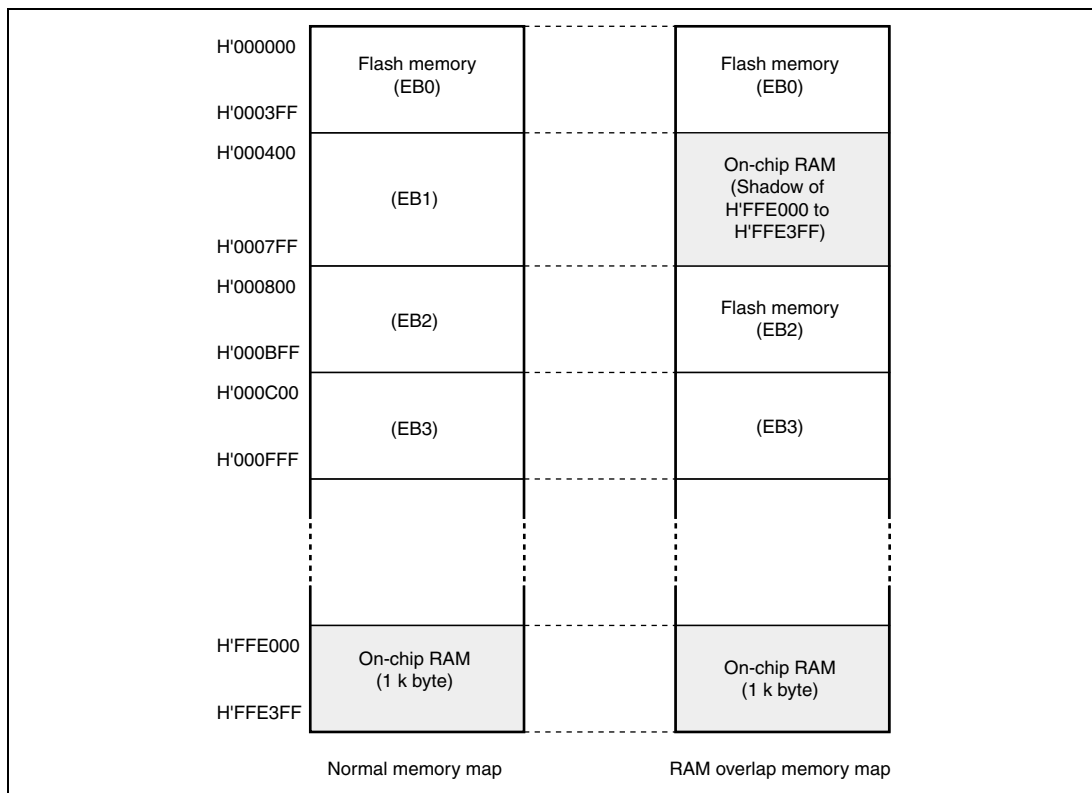 H'000000
Flash memory
(EB0)
Flash memory
(EB0)
H'0003FF
H'000400
(EB1)
On-chip RAM
(Shadow of
H'FFE000 to
H'FFE3FF)
H'0007FF
H'000800
(EB2)
Flash memory
(EB2)
H'000BFF
H'000C00
(EB3)
(EB3)
H'000FFF
H'FFE000
On-chip RAM
(1 k byte)
On-chip RAM
(1 k byte)
H'FFE3FF
Normal memory map
RAM overlap memory map